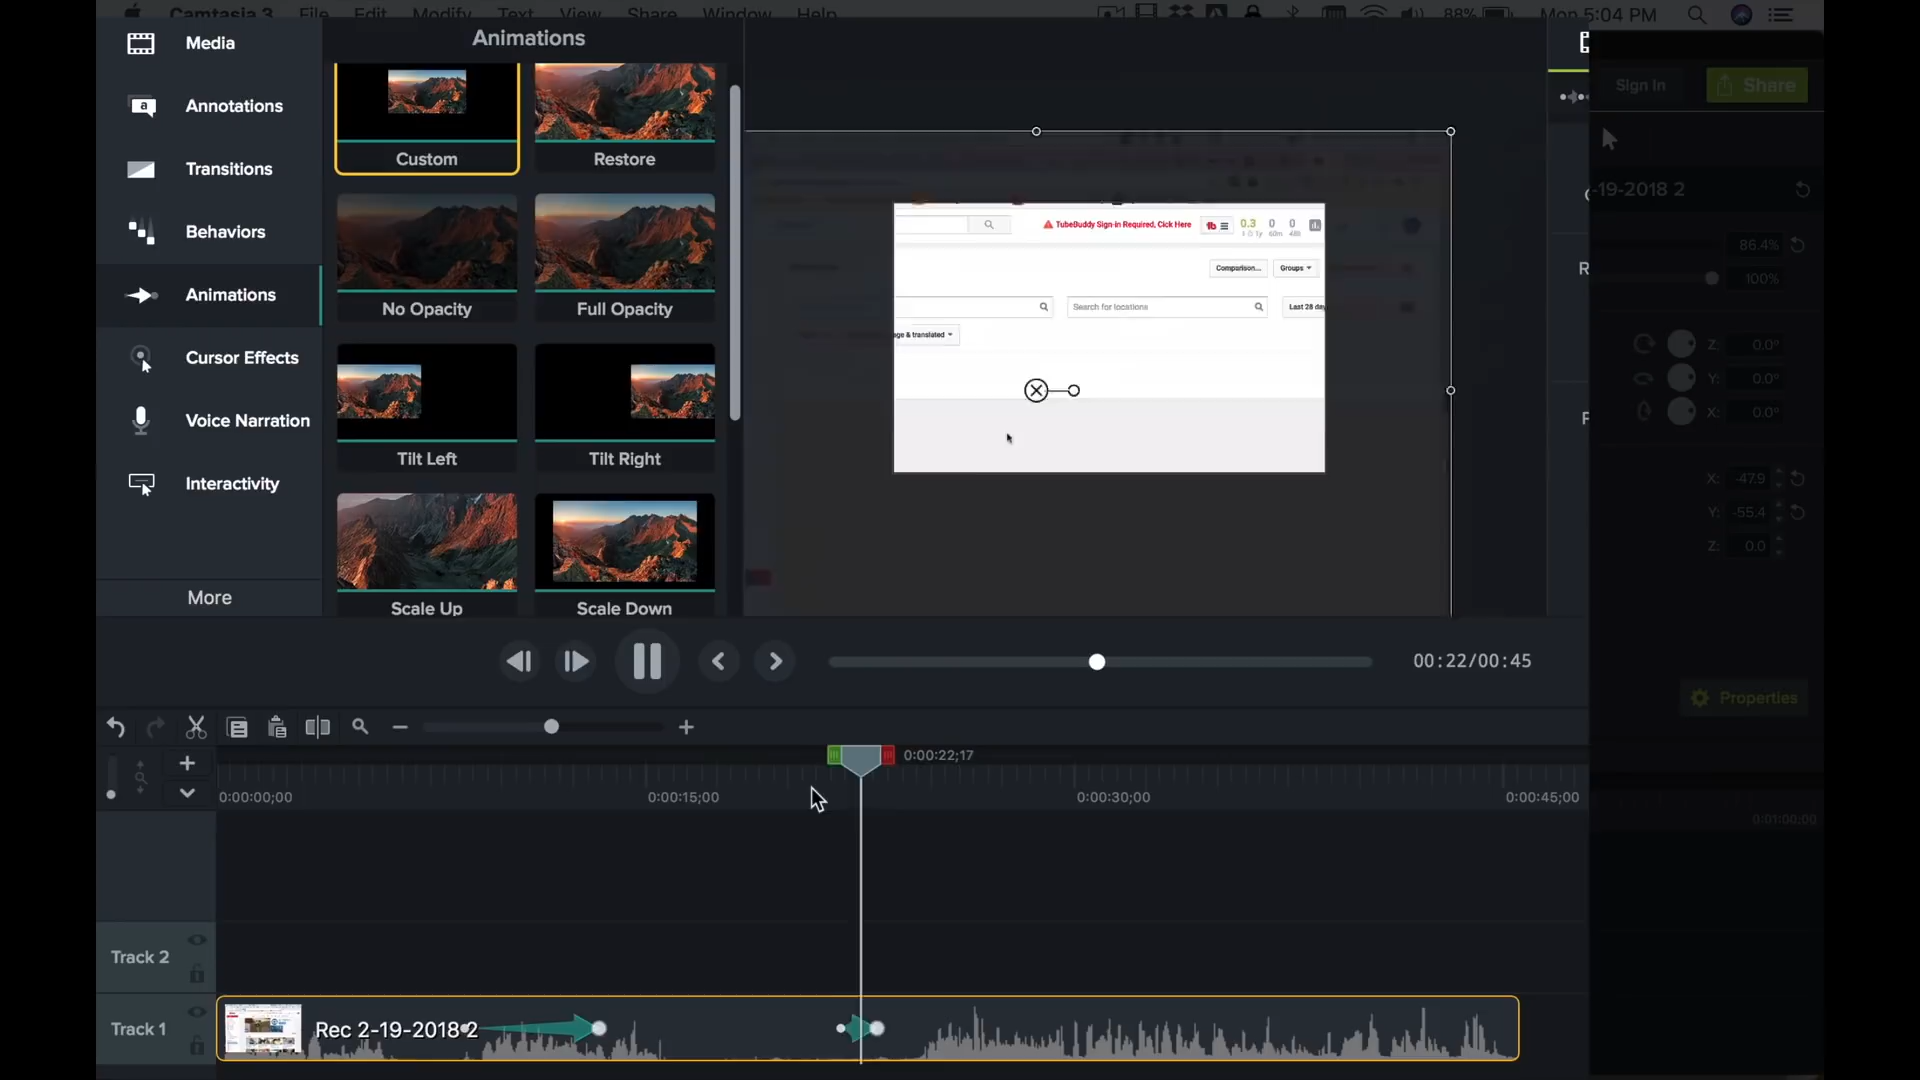 Camtasia 3 File Edit Modify Text View Share Window Help 88% Mon 5:04 PM
Media
Annotations
Transitions
Behaviors
Animations
Cursor Effects
Voice Narration
Interactivity
More
Animations
Custom
Restore
No Opacity
Full Opacity
Tilt Left
Tilt Right
Scale Up
Scale Down
TubeBuddy Sign-in Required, Click Here
tb 0.3 0 0
1y 60m 48h
Comparison... Groups
Search for locations
Last 28 day
ge & translated
Sign In Share
-19-2018 2
86.4%
R
100%
Z: 0.0°
Y: 0.0°
X: 0.0°
X: -47.9
Y: -55.4
Z: 0.0
Properties
00:22/00:45
0:00:22;17
0:00:00;00 0:00:15;00 0:00:30;00 0:00:45;00
0:01:00;00
Track 2
Track 1
Rec 2-19-2018 2